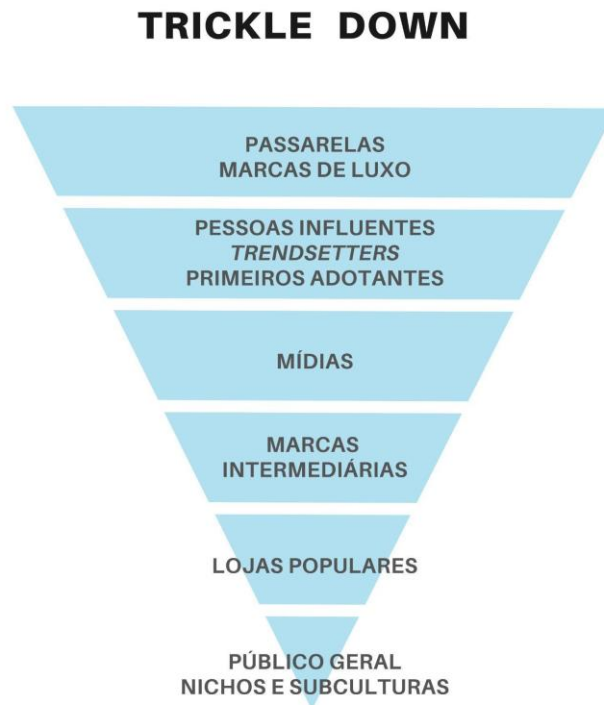 TRICKLE DOWN
PASSARELAS
MARCAS DE LUXO
PESSOAS INFLUENTES
TRENDSETTERS
PRIMEIROS ADOTANTES
MÍDIAS
MARCAS
INTERMEDIÁRIAS
LOJAS POPULARES
PÚBLICO GERAL
NICHOS E SUBCULTURAS